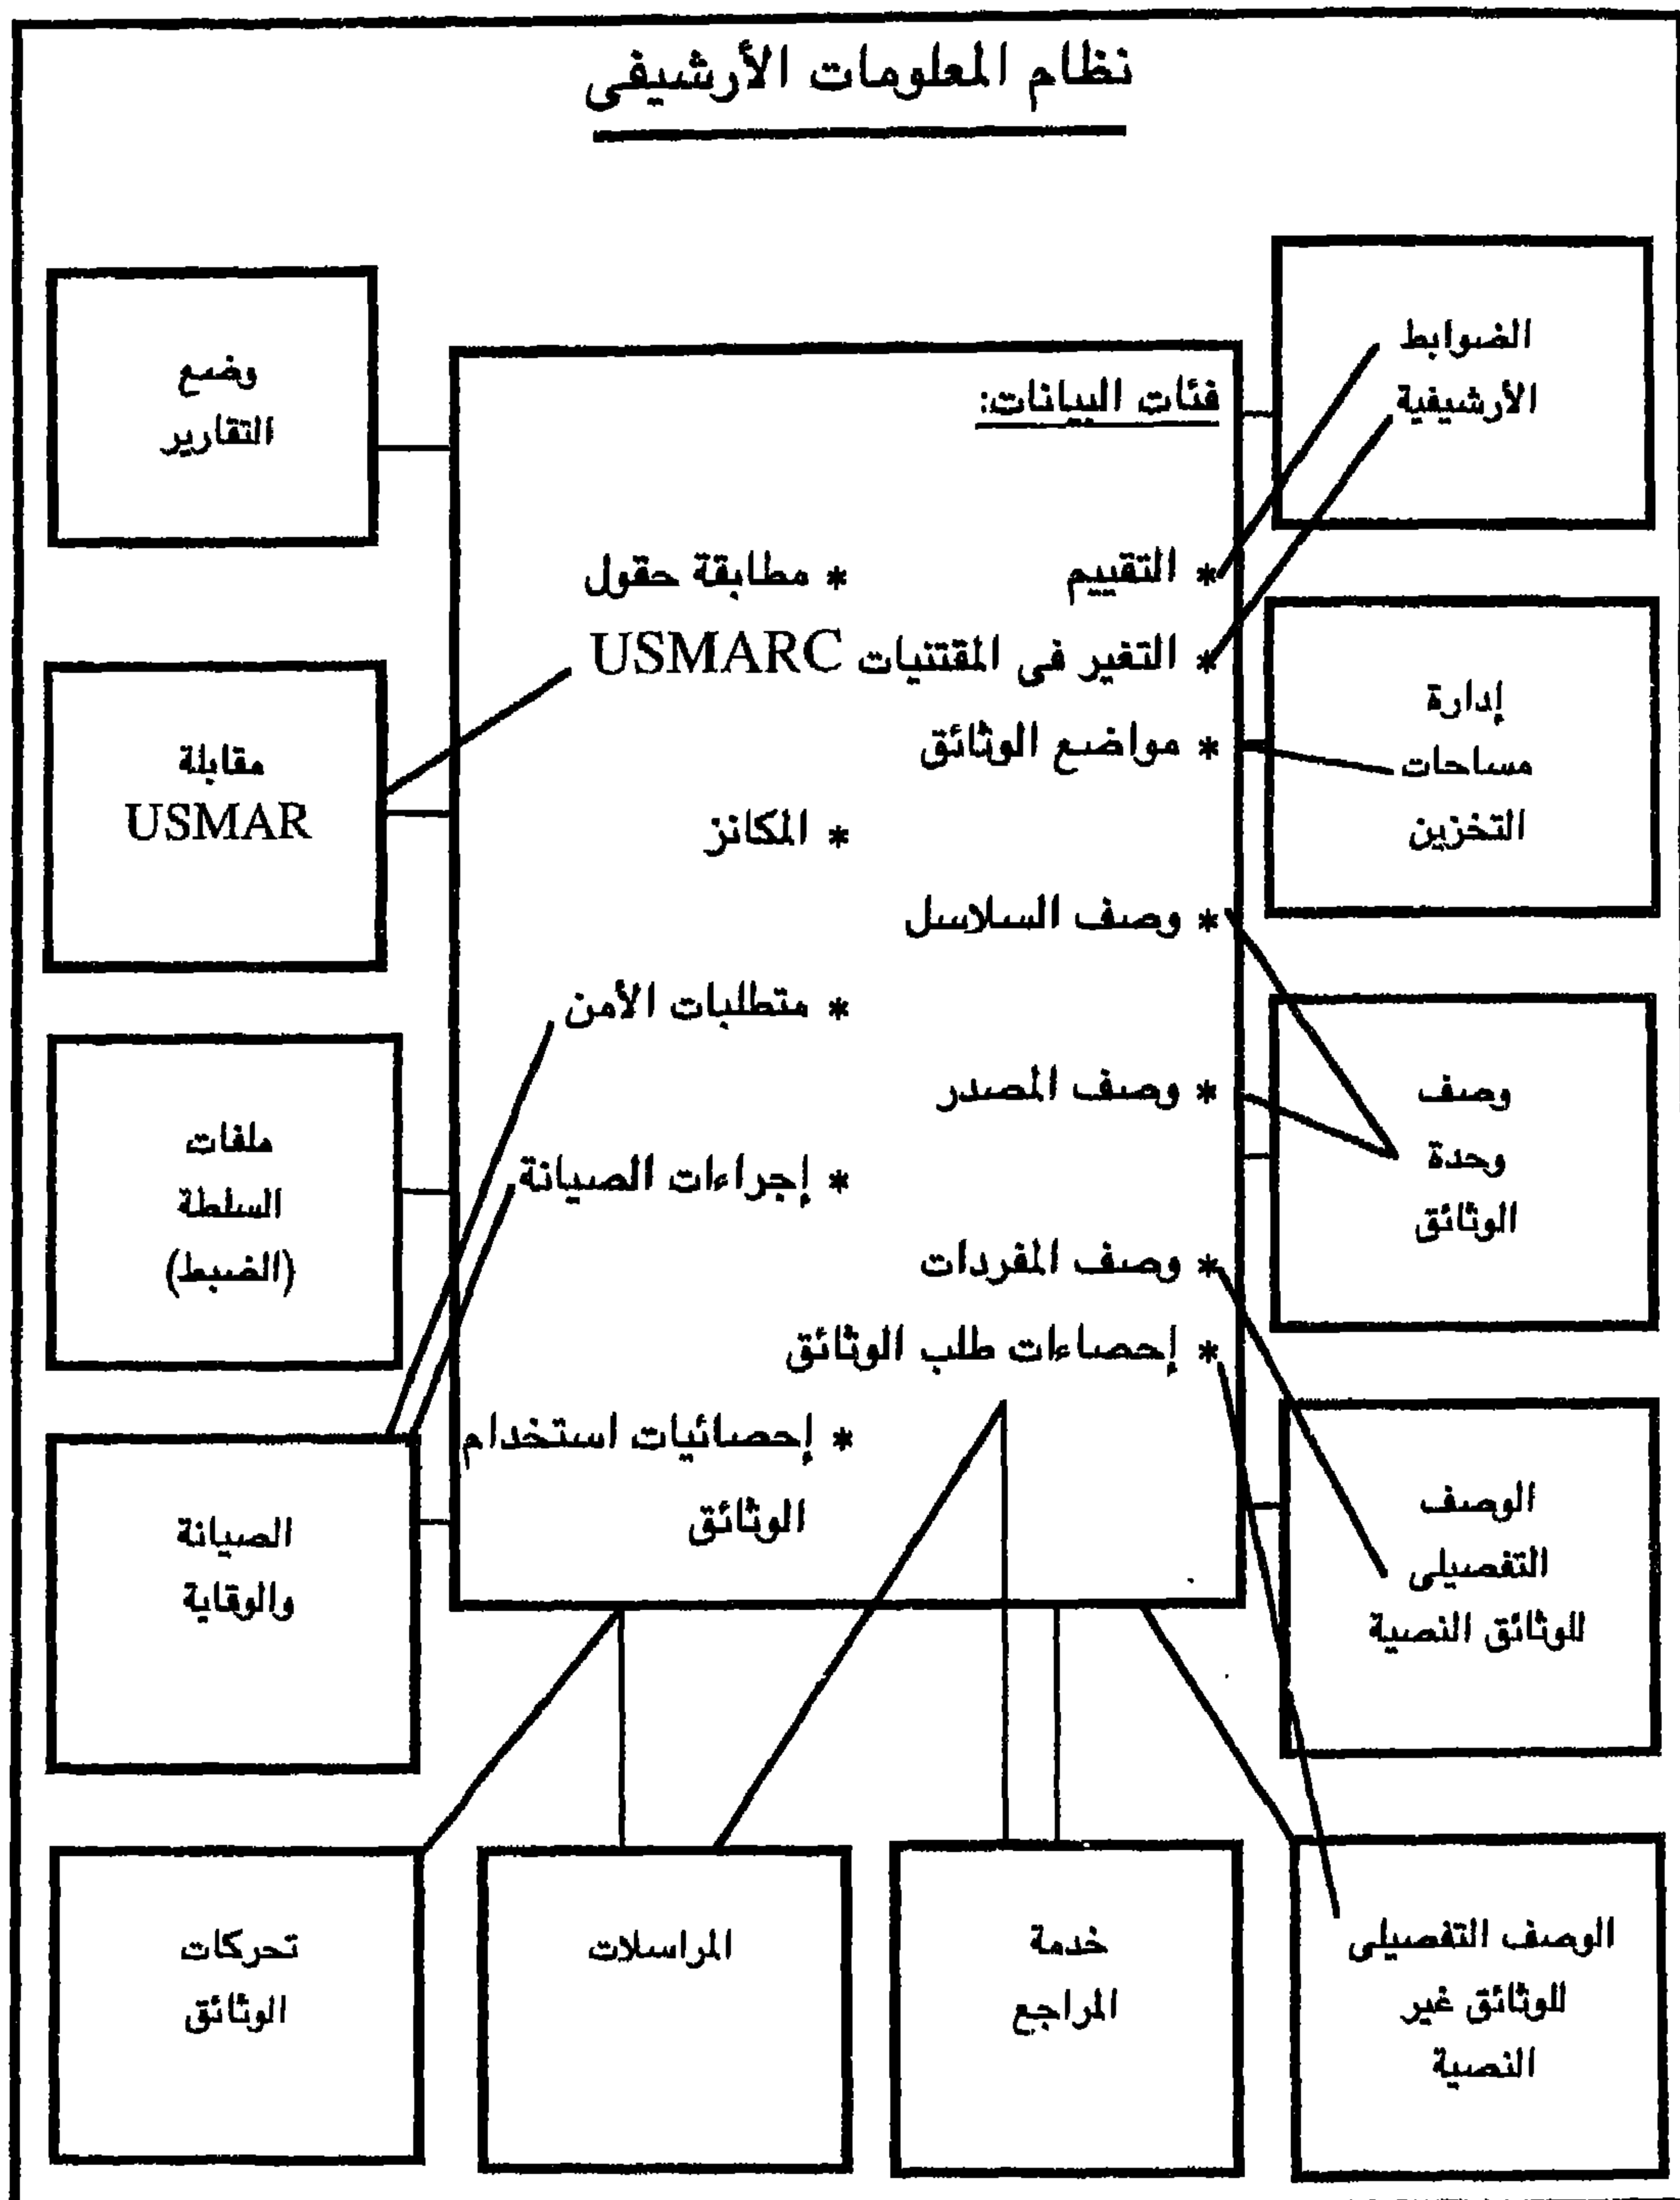 نظام المعلومات الأرشيفى
الضوابط
الأرشيفية
إدارة
مساحات
التخزين
وصف
وحدة
الوثائق
الوصف
التفصيلى
للوثائق النصية
الوصف التفصيلى
للوثائق غير
النصية
فئات البيانات:
* التقييم
* مطابقة حقول
* التغير فى المقتنيات USMARC
* مواضع الوثائق
* المكانز
* وصف السلاسل
* متطلبات الأمن
* وصف المصدر
* إجراءات الصيانة
* وصف المفردات
* إحصاءات طلب الوثائق
* إحصائيات استخدام
الوثائق
وضع
التقارير
مقابلة
USMAR
ملفات
السلطة
(الضبط)
الصيانة
والوقاية
خدمة
المراجع
المراسلات
تحركات
الوثائق